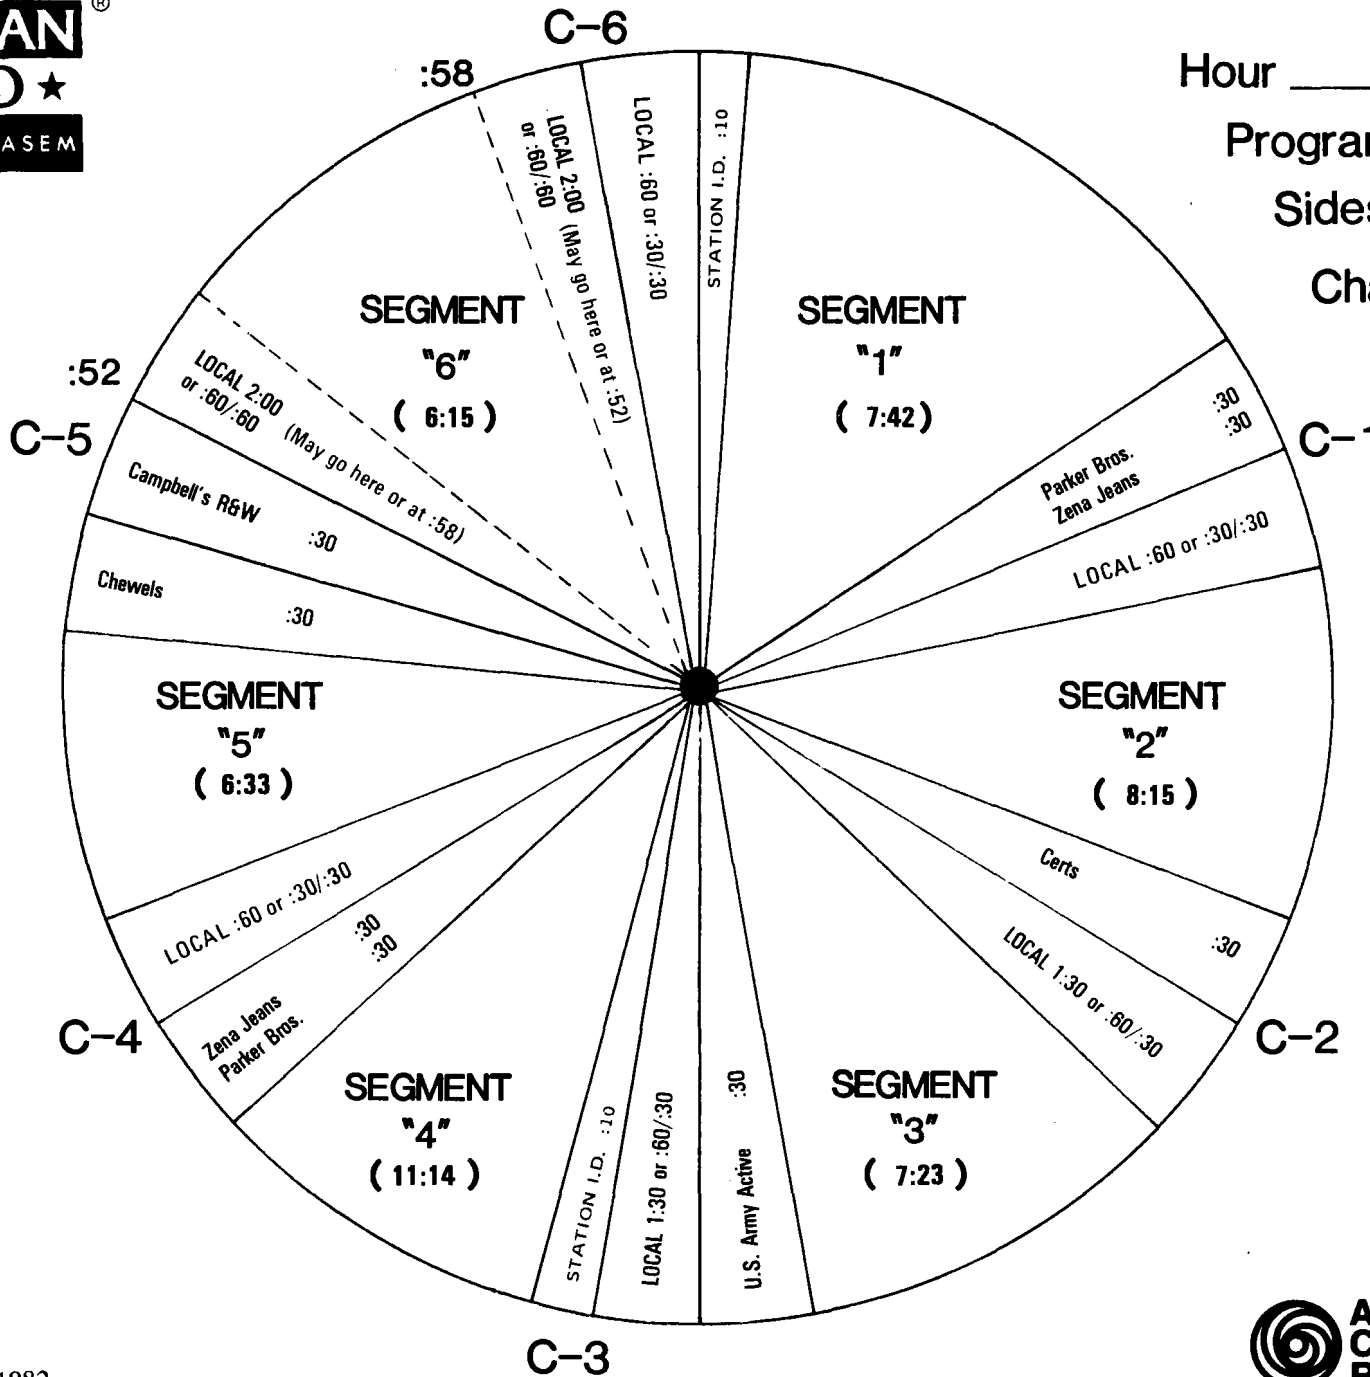 AN ®
★
ASEM
C-6
:58
Hour
LOCAL 2:00 (May go here or at :52)
or :60/:60
LOCAL :60 or :30/:30
STATION I.D. :10
SEGMENT
"1"
( 7:42)
:30
:30
Parker Bros.
Zena Jeans
LOCAL :60 or :30/:30
SEGMENT
"2"
( 8:15 )
Certs :30
C-2
LOCAL 1:30 or :60/:30
SEGMENT
"3"
( 7:23 )
U.S. Army Active :30
LOCAL 1:30 or :60/:30
STATION I.D. :10
C-3
SEGMENT
"4"
( 11:14 )
:30
:30
Zena Jeans
Parker Bros.
C-4
LOCAL :60 or :30/:30
SEGMENT
"5"
( 6:33 )
Chewels :30
Campbell's R&W :30
C-5
:52
LOCAL 2:00 (May go here or at :58)
or :60/:60
SEGMENT
"6"
( 6:15 )